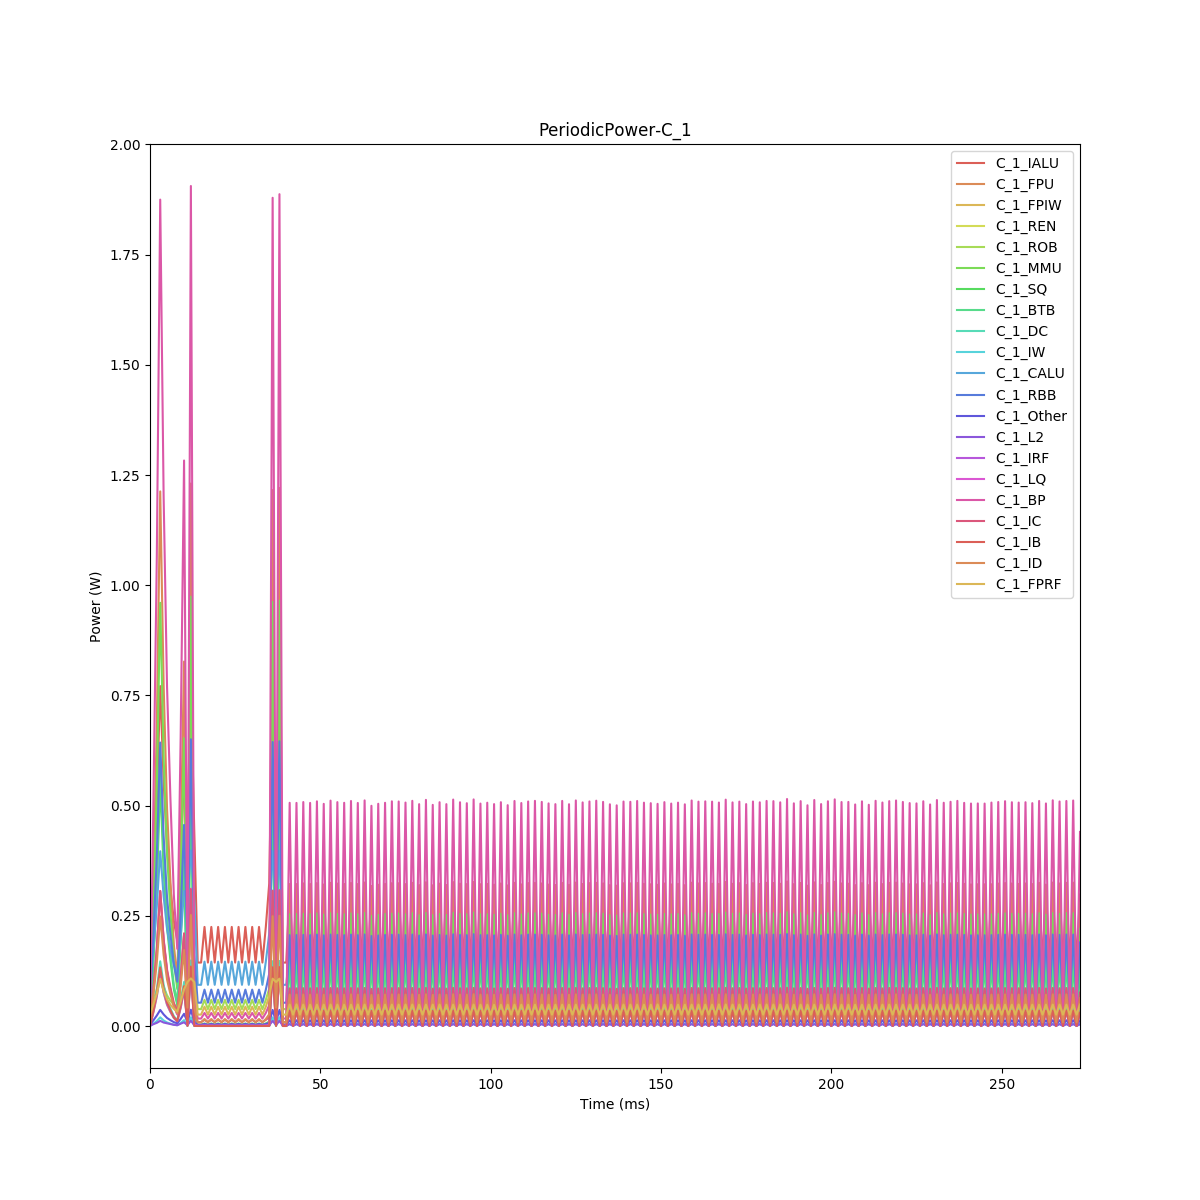 PeriodicPower-C_1
2.00
1.75
1.50
1.25
1.00
0.75
0.50
0.25
0.00
Power (W)
0
50
100
150
200
250
Time (ms)
C_1_IALU
C_1_FPU
C_1_FPIW
C_1_REN
C_1_ROB
C_1_MMU
C_1_SQ
C_1_BTB
C_1_DC
C_1_IW
C_1_CALU
C_1_RBB
C_1_Other
C_1_L2
C_1_IRF
C_1_LQ
C_1_BP
C_1_IC
C_1_IB
C_1_ID
C_1_FPRF